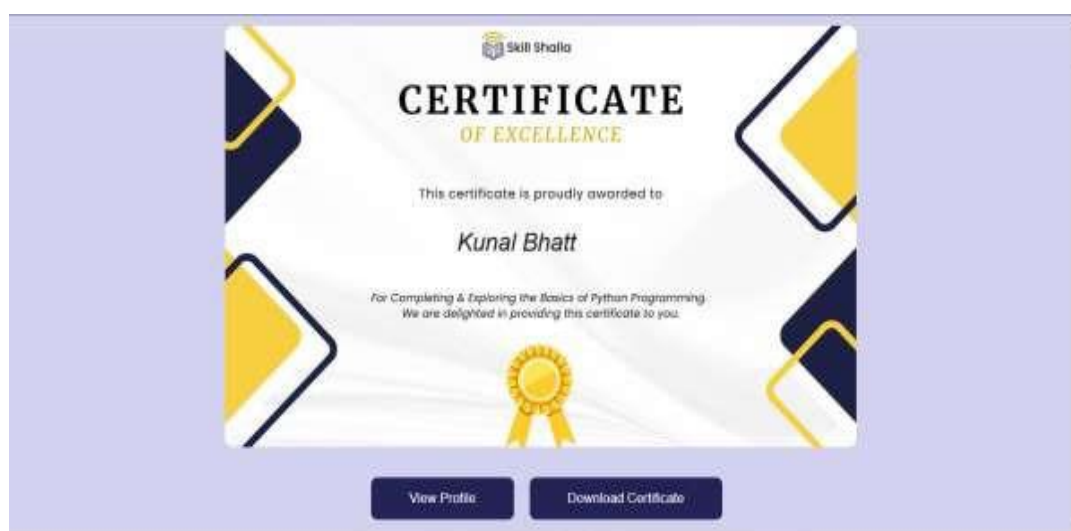 Skill Shalla
CERTIFICATE
OF EXCELLENCE
This certificate is proudly awarded to
Kunal Bhatt
For Completing & Exploring the Basics of Python Programming.
We are delighted in providing this certificate to you.
View Profile Download Certificate